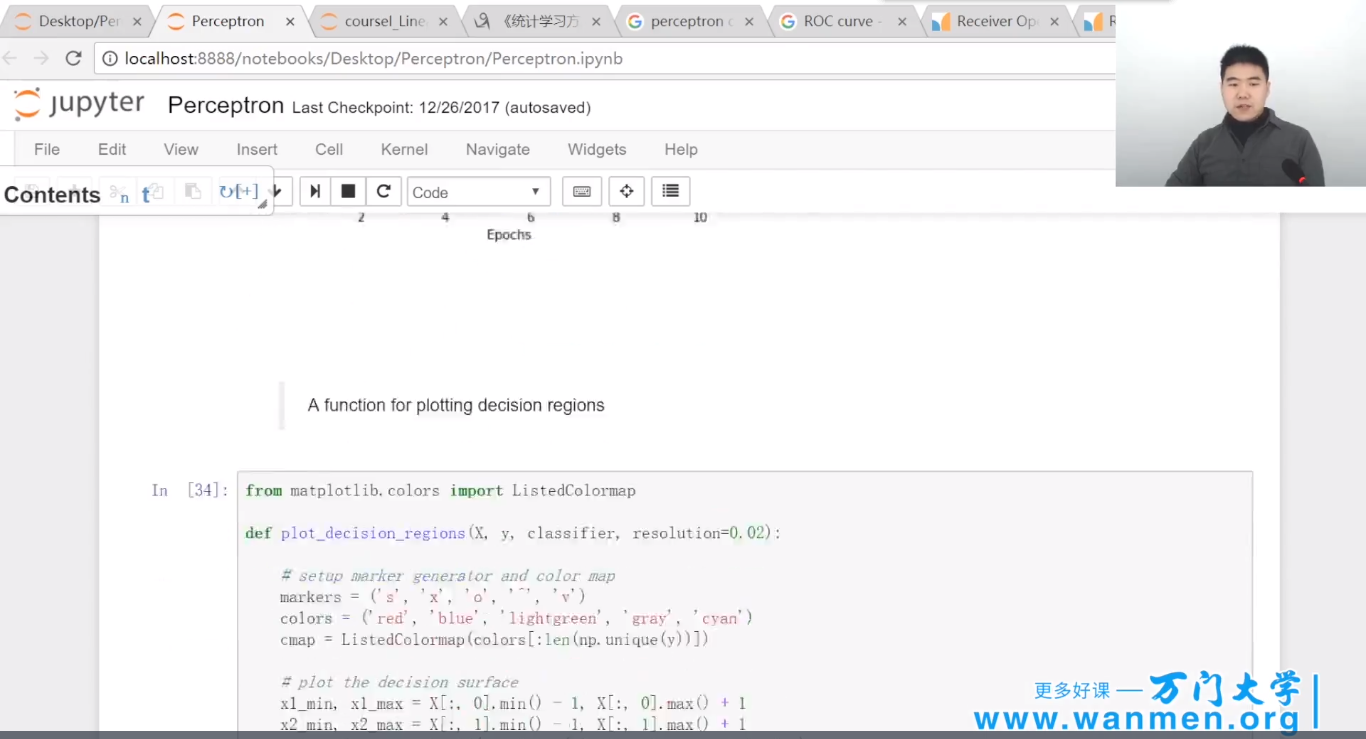 Desktop/Per
Perceptron
coursel_Line
《统计学习方
perceptron
ROC curve -
Receiver Op
localhost:8888/notebooks/Desktop/Perceptron/Perceptron.ipynb
jupyter Perceptron Last Checkpoint: 12/26/2017 (autosaved)
File Edit View Insert Cell Kernel Navigate Widgets Help
Contents n t [+] Code
2 4 6 8 10
Epochs
A function for plotting decision regions
In [34]:
from matplotlib.colors import ListedColormap
def plot_decision_regions(X, y, classifier, resolution=0.02):
# setup marker generator and color map
markers = ('s', 'x', 'o', '^', 'v')
colors = ('red', 'blue', 'lightgreen', 'gray', 'cyan')
cmap = ListedColormap(colors[:len(np.unique(y))])
# plot the decision surface
x1_min, x1_max = X[:, 0].min() - 1, X[:, 0].max() + 1
x2_min, x2_max = X[:, 1].min() - 1, X[:, 1].max() + 1
更多好课 — 万门大学
www.wanmen.org